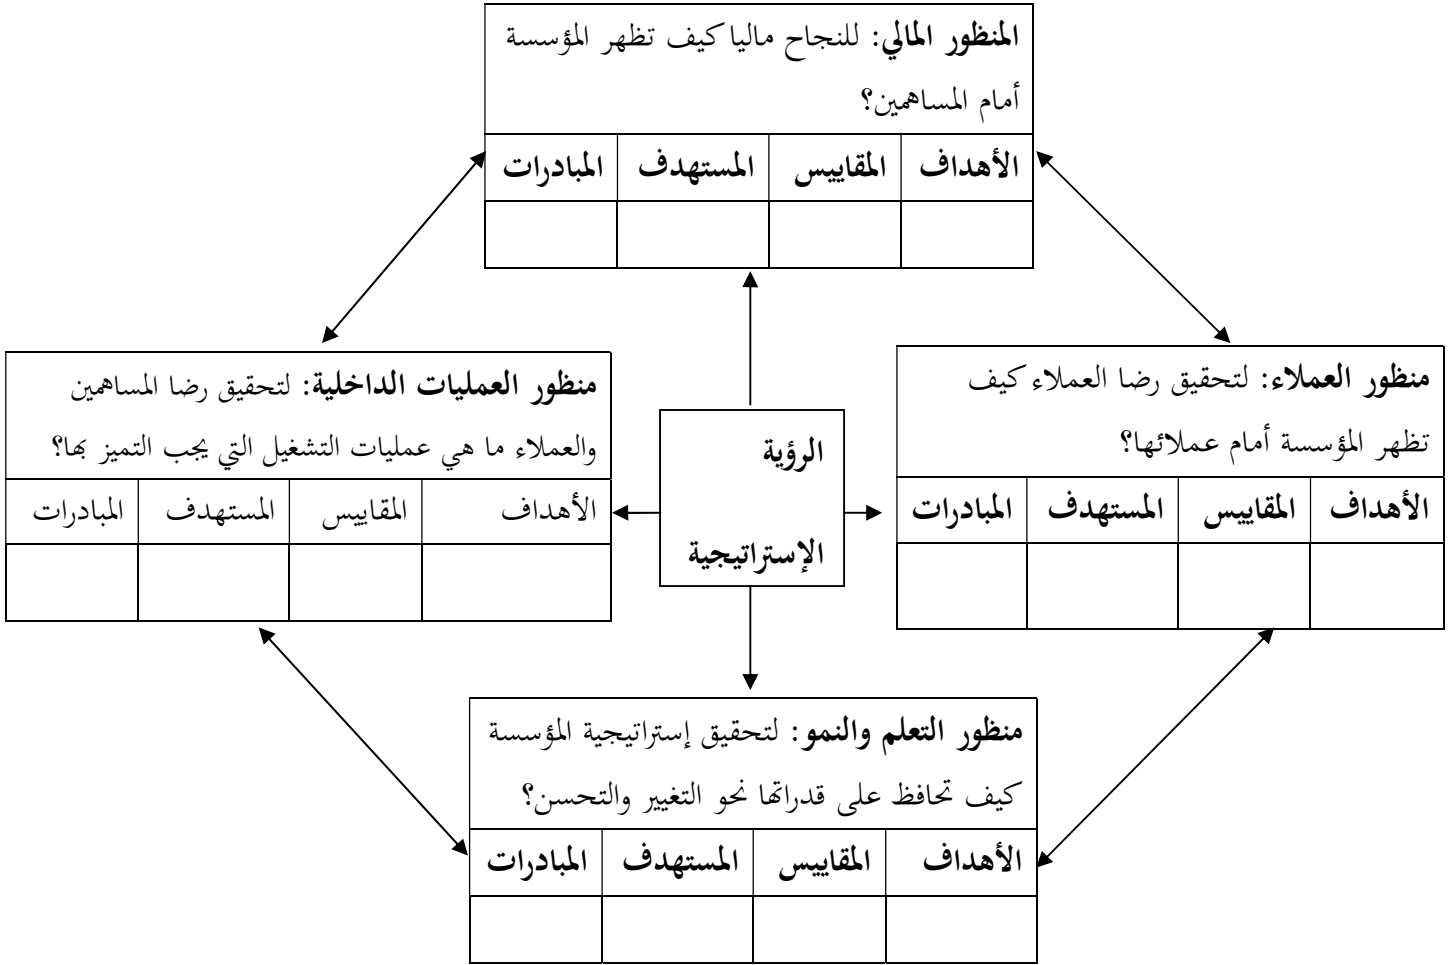 المنظور المالي: للنجاح ماليا كيف تظهر المؤسسة
أمام المساهمين؟
الأهداف المقاييس المستهدف المبادرات
منظور العملاء: لتحقيق رضا العملاء كيف
تظهر المؤسسة أمام عملائها؟
الأهداف المقاييس المستهدف المبادرات
الرؤية
الإستراتيجية
منظور العمليات الداخلية: لتحقيق رضا المساهمين
والعملاء ما هي عمليات التشغيل التي يجب التميز بها؟
الأهداف المقاييس المستهدف المبادرات
منظور التعلم والنمو: لتحقيق إستراتيجية المؤسسة
كيف تحافظ على قدراتها نحو التغيير والتحسن؟
الأهداف المقاييس المستهدف المبادرات